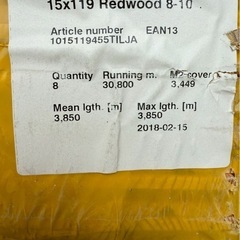 15x119 Redwood 8-10
Article number EAN13
1015119455TILJA
Quantity Running m. M2 cover
8 30,800 3,449
Mean lgth. [m] Max lgth. [m]
3,850 3,850
2018-02-15